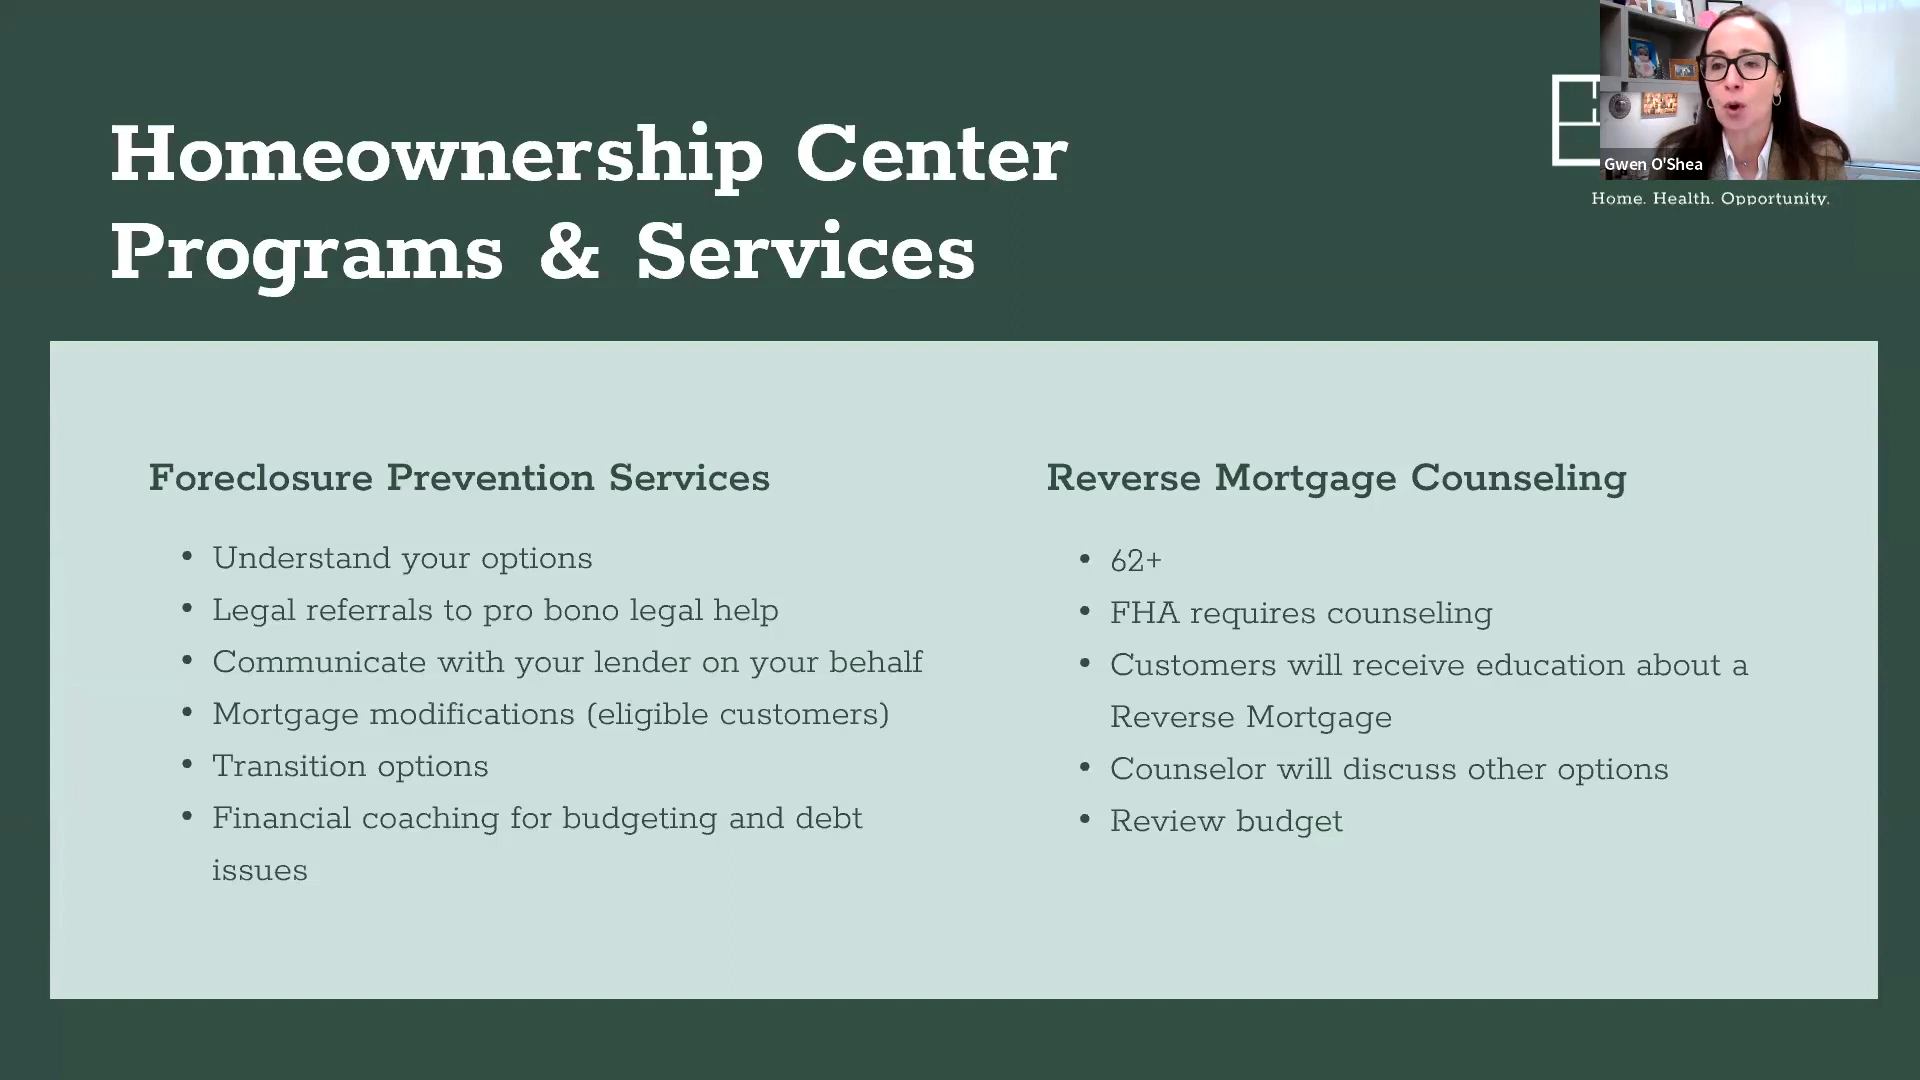 Homeownership Center
Programs & Services
Gwen O'Shea
Home. Health. Opportunity.
Foreclosure Prevention Services
• Understand your options
• Legal referrals to pro bono legal help
• Communicate with your lender on your behalf
• Mortgage modifications (eligible customers)
• Transition options
• Financial coaching for budgeting and debt
issues
Reverse Mortgage Counseling
• 62+
• FHA requires counseling
• Customers will receive education about a
Reverse Mortgage
• Counselor will discuss other options
• Review budget